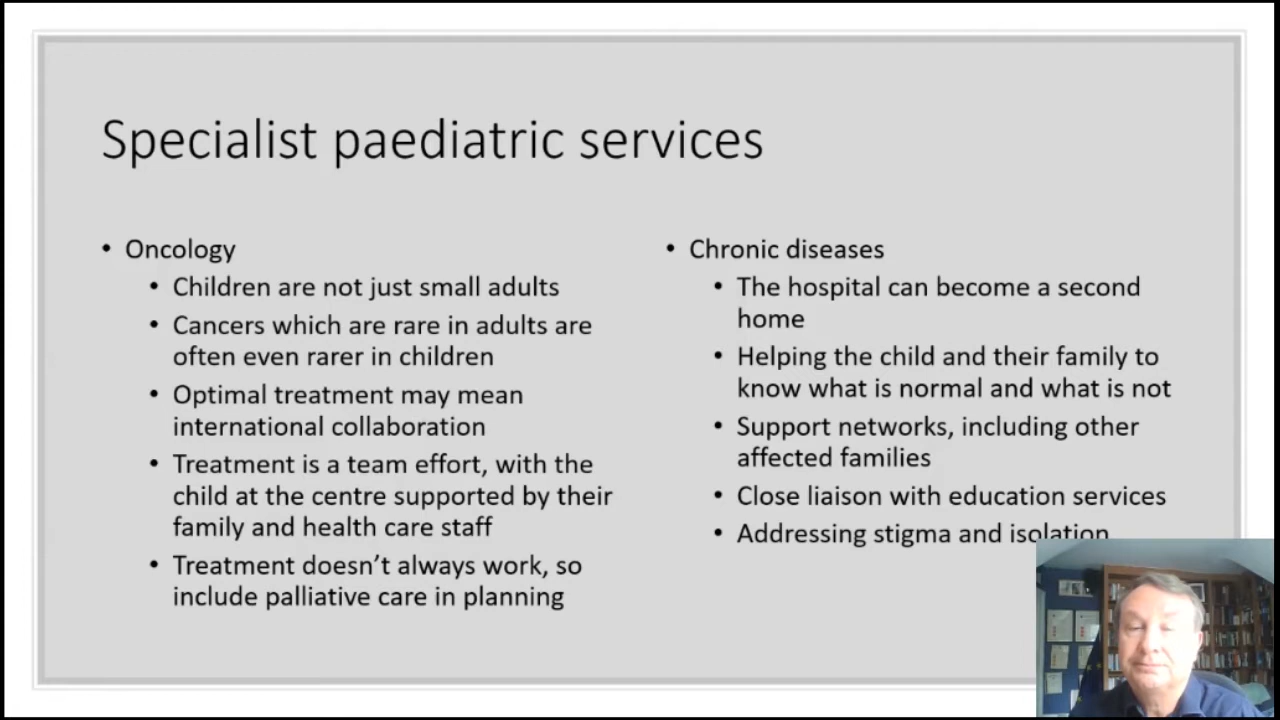 Specialist paediatric services
• Oncology
• Children are not just small adults
• Cancers which are rare in adults are
often even rarer in children
• Optimal treatment may mean
international collaboration
• Treatment is a team effort, with the
child at the centre supported by their
family and health care staff
• Treatment doesn’t always work, so
include palliative care in planning
• Chronic diseases
• The hospital can become a second
home
• Helping the child and their family to
know what is normal and what is not
• Support networks, including other
affected families
• Close liaison with education services
• Addressing stigma and isolation